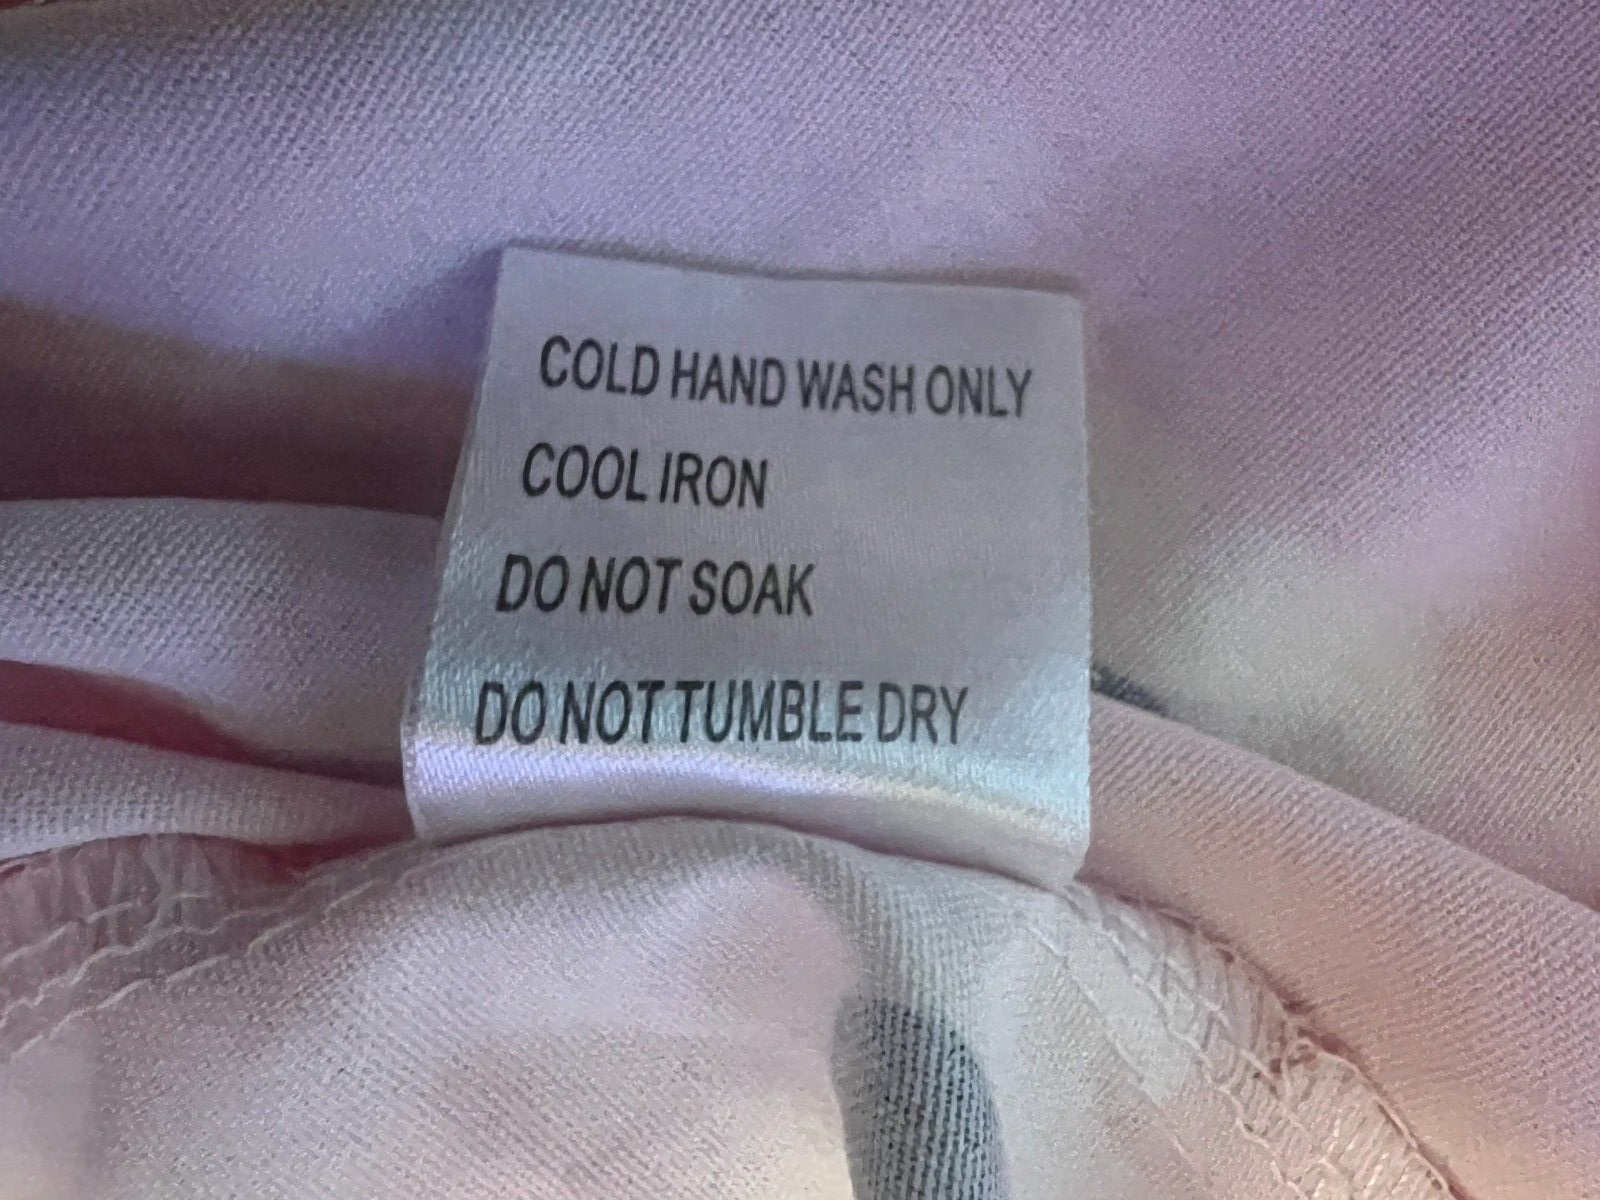 COLD HAND WASH ONLY
COOL IRON
DO NOT SOAK
DO NOT TUMBLE DRY